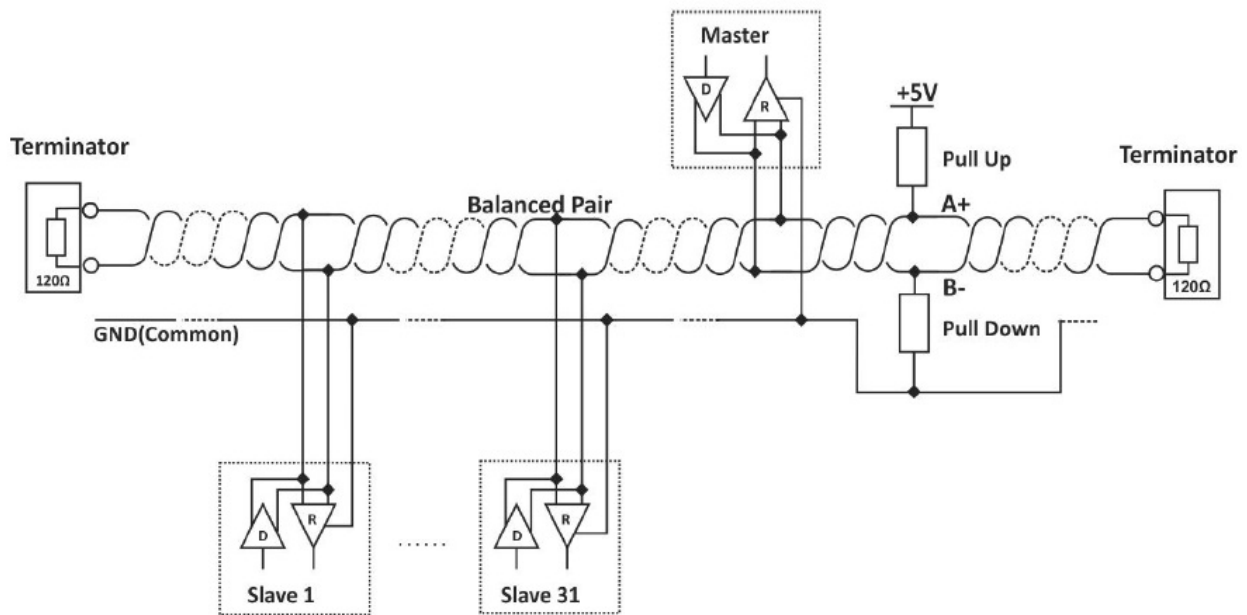 Master
D
R
+5V
Terminator
Pull Up
Terminator
Balanced Pair
A+
120Ω
B-
120Ω
GND(Common)
Pull Down
D
R
D
R
......
Slave 1
Slave 31